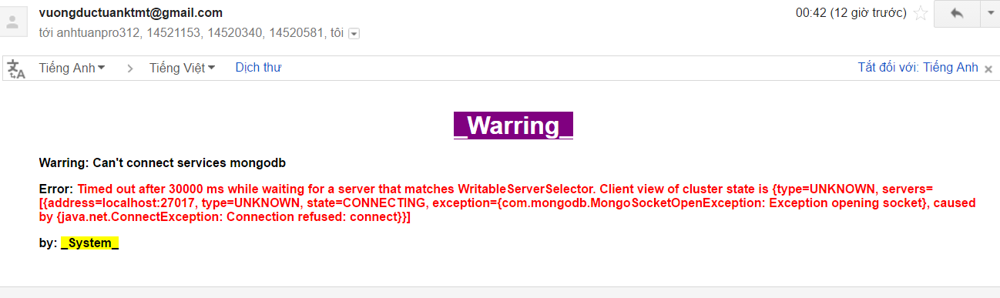 vuongductuanktmt@gmail.com
00:42 (12 giờ trước)
tới anhtuanpro312, 14521153, 14520340, 14520581, tôi
Tiếng Anh
Tiếng Việt
Dịch thư
Tắt đối với: Tiếng Anh
_Warring_
Warring: Can't connect services mongodb
Error: Timed out after 30000 ms while waiting for a server that matches WritableServerSelector. Client view of cluster state is {type=UNKNOWN, servers=
[{address=localhost:27017, type=UNKNOWN, state=CONNECTING, exception={com.mongodb.MongoSocketOpenException: Exception opening socket}, caused
by {java.net.ConnectException: Connection refused: connect}}]
by: _System_